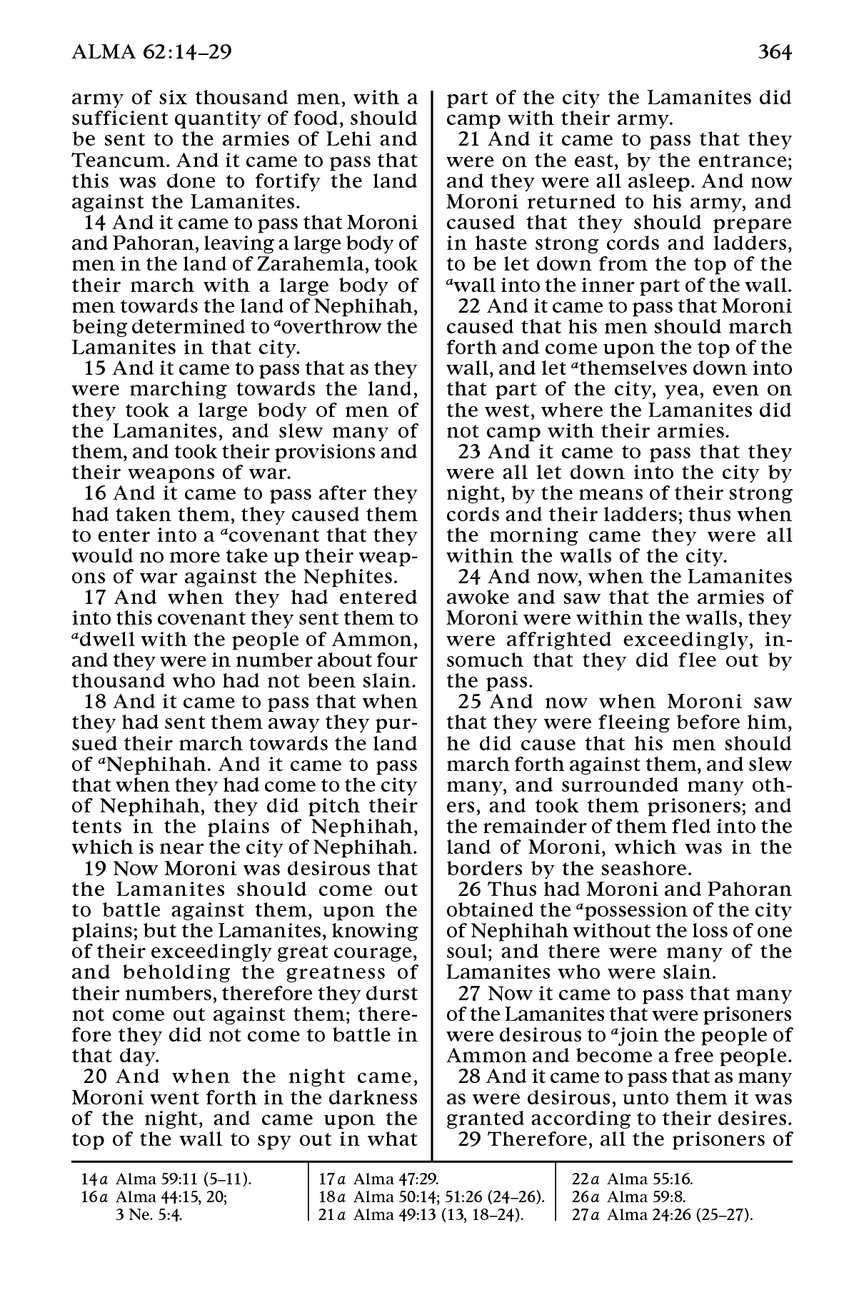 ALMA 62:14–29
364
army of six thousand men, with a
sufficient quantity of food, should
be sent to the armies of Lehi and
Teancum. And it came to pass that
this was done to fortify the land
against the Lamanites.
14 And it came to pass that Moroni
and Pahoran, leaving a large body of
men in the land of Zarahemla, took
their march with a large body of
men towards the land of Nephihah,
being determined to aoverthrow the
Lamanites in that city.
15 And it came to pass that as they
were marching towards the land,
they took a large body of men of
the Lamanites, and slew many of
them, and took their provisions and
their weapons of war.
16 And it came to pass after they
had taken them, they caused them
to enter into a acovenant that they
would no more take up their weap-
ons of war against the Nephites.
17 And when they had entered
into this covenant they sent them to
adwell with the people of Ammon,
and they were in number about four
thousand who had not been slain.
18 And it came to pass that when
they had sent them away they pur-
sued their march towards the land
of aNephihah. And it came to pass
that when they had come to the city
of Nephihah, they did pitch their
tents in the plains of Nephihah,
which is near the city of Nephihah.
19 Now Moroni was desirous that
the Lamanites should come out
to battle against them, upon the
plains; but the Lamanites, knowing
of their exceedingly great courage,
and beholding the greatness of
their numbers, therefore they durst
not come out against them; there-
fore they did not come to battle in
that day.
20 And when the night came,
Moroni went forth in the darkness
of the night, and came upon the
top of the wall to spy out in what
part of the city the Lamanites did
camp with their army.
21 And it came to pass that they
were on the east, by the entrance;
and they were all asleep. And now
Moroni returned to his army, and
caused that they should prepare
in haste strong cords and ladders,
to be let down from the top of the
awall into the inner part of the wall.
22 And it came to pass that Moroni
caused that his men should march
forth and come upon the top of the
wall, and let athemselves down into
that part of the city, yea, even on
the west, where the Lamanites did
not camp with their armies.
23 And it came to pass that they
were all let down into the city by
night, by the means of their strong
cords and their ladders; thus when
the morning came they were all
within the walls of the city.
24 And now, when the Lamanites
awoke and saw that the armies of
Moroni were within the walls, they
were affrighted exceedingly, in-
somuch that they did flee out by
the pass.
25 And now when Moroni saw
that they were fleeing before him,
he did cause that his men should
march forth against them, and slew
many, and surrounded many oth-
ers, and took them prisoners; and
the remainder of them fled into the
land of Moroni, which was in the
borders by the seashore.
26 Thus had Moroni and Pahoran
obtained the apossession of the city
of Nephihah without the loss of one
soul; and there were many of the
Lamanites who were slain.
27 Now it came to pass that many
of the Lamanites that were prisoners
were desirous to ajoin the people of
Ammon and become a free people.
28 And it came to pass that as many
as were desirous, unto them it was
granted according to their desires.
29 Therefore, all the prisoners of
14a Alma 59:11 (5–11).
16a Alma 44:15, 20;
3 Ne. 5:4.
17a Alma 47:29.
18a Alma 50:14; 51:26 (24–26).
21a Alma 49:13 (13, 18–24).
22a Alma 55:16.
26a Alma 59:8.
27a Alma 24:26 (25–27).